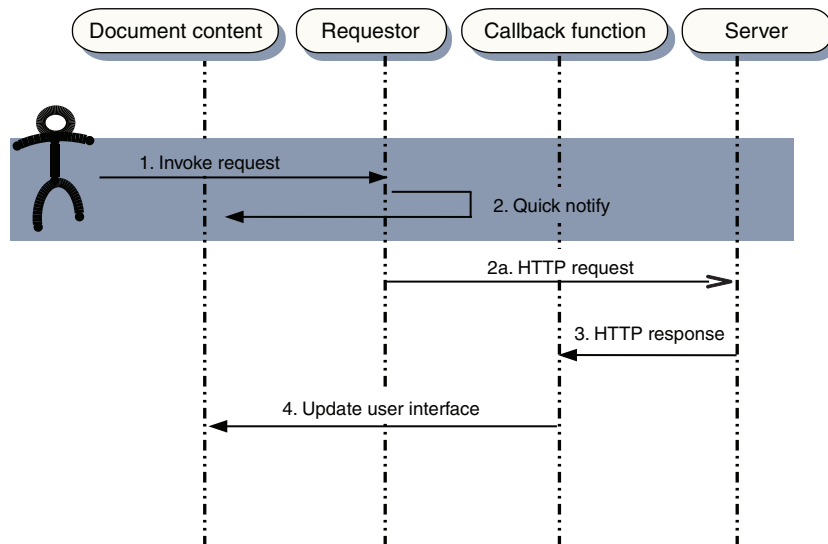 Document content
Requestor
Callback function
Server
1. Invoke request
2. Quick notify
2a. HTTP request
3. HTTP response
4. Update user interface